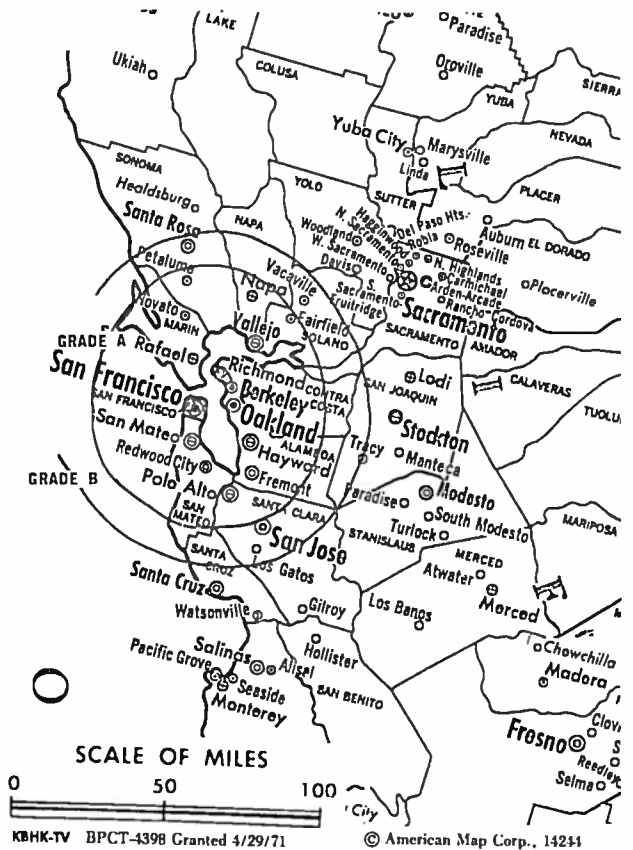 LAKE
Paradise
Ukiah
COLUSA
Oroville
SIERRA
YUBA
Yuba City
Marysville
NEVADA
Linda
SONOMA
YOLO
PLACER
Healdsburg
SUTTER
Santa Rosa
NAPA
Hagginwood
Del Paso Hts.
N. Sacramento
Robla
Auburn
EL DORADO
Woodland
Roseville
Petaluma
W. Sacramento
N. Highlands
Vacaville
Davis
Carmichael
Placerville
Napa
S. Sacramento-
Fruitridge
Arden-Arcade
Rancho-Cordova
Novato
Fairfield
Sacramento
MARIN
Vallejo
SOLANO
SACRAMENTO
AMADOR
GRADE A
Rafael
San Francisco
Richmond
CONTRA
COSTA
Lodi
SAN JOAQUIN
CALAVERAS
SAN FRANCISCO
Berkeley
Oakland
TUOLU
San Mateo
Stockton
ALAMEDA
Tracy
Manteca
Redwood City
Hayward
GRADE B
Fremont
Palo Alto
Paradise
Modesto
SANTA CLARA
South Modesto
SAN MATEO
San Jose
Turlock
MARIPOSA
STANISLAUS
SANTA CRUZ
Los Gatos
MERCED
Atwater
Santa Cruz
Merced
Watsonville
Gilroy
Los Banos
Salinas
Hollister
Chowchilla
Pacific Grove
Alisal
Madera
Seaside
SAN BENITO
Monterey
Clovi
Fresno
SCALE OF MILES
Reedley
Selma
0 50 100
City
KBHK-TV BPCT-4398 Granted 4/29/71
© American Map Corp., 14244